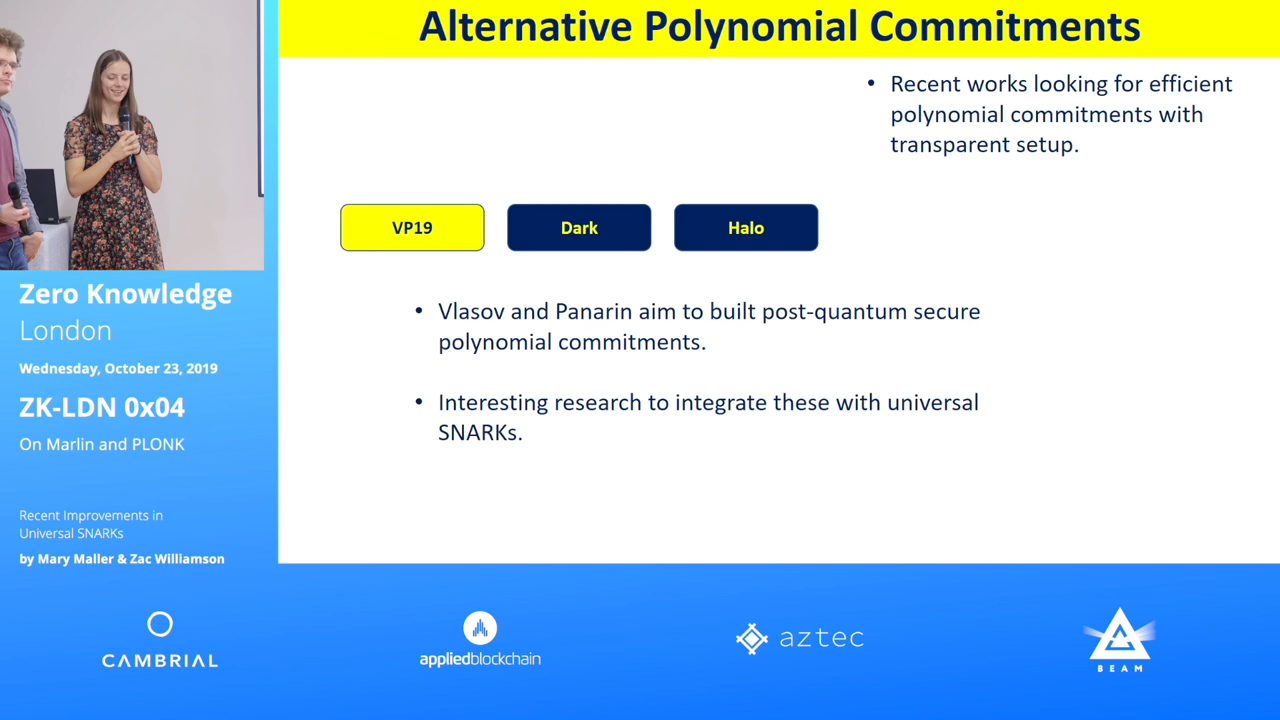 Alternative Polynomial Commitments
• Recent works looking for efficient
polynomial commitments with
transparent setup.
VP19
Dark
Halo
• Vlasov and Panarin aim to built post-quantum secure
polynomial commitments.
• Interesting research to integrate these with universal
SNARKs.
Zero Knowledge
London
Wednesday, October 23, 2019
ZK-LDN 0x04
On Marlin and PLONK
Recent Improvements in
Universal SNARKs
by Mary Maller & Zac Williamson
CAMBRIAL
appliedblockchain
aztec
BEAM